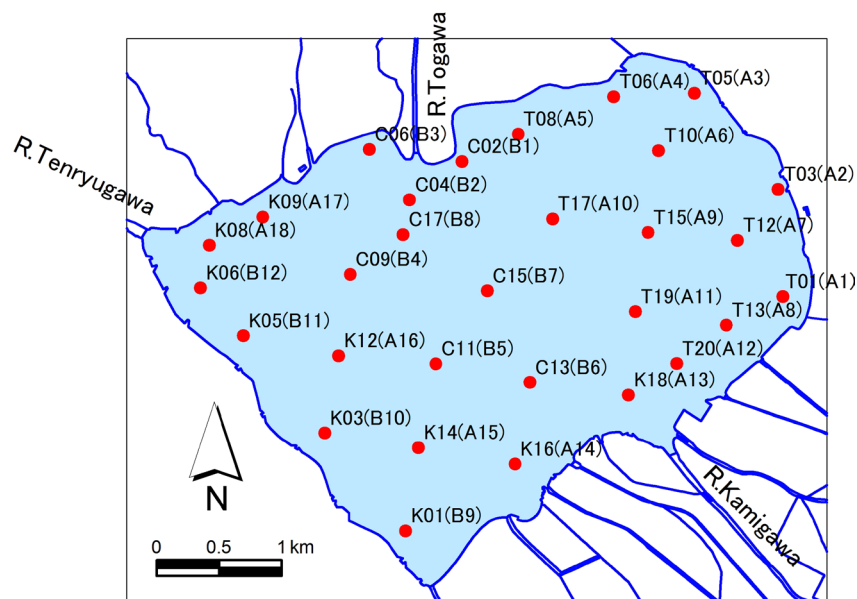 R.Togawa
T06(A4)
T05(A3)
T08(A5)
C06(B3)
C02(B1)
T10(A6)
R.Tenryugawa
T03(A2)
C04(B2)
K09(A17)
T17(A10)
C17(B8)
T15(A9)
T12(A7)
K08(A18)
C09(B4)
K06(B12)
C15(B7)
T01(A1)
T19(A11)
T13(A8)
K05(B11)
K12(A16)
C11(B5)
T20(A12)
C13(B6)
K18(A13)
K03(B10)
K14(A15)
K16(A14)
R.Kamigawa
N
K01(B9)
0 0.5 1 km